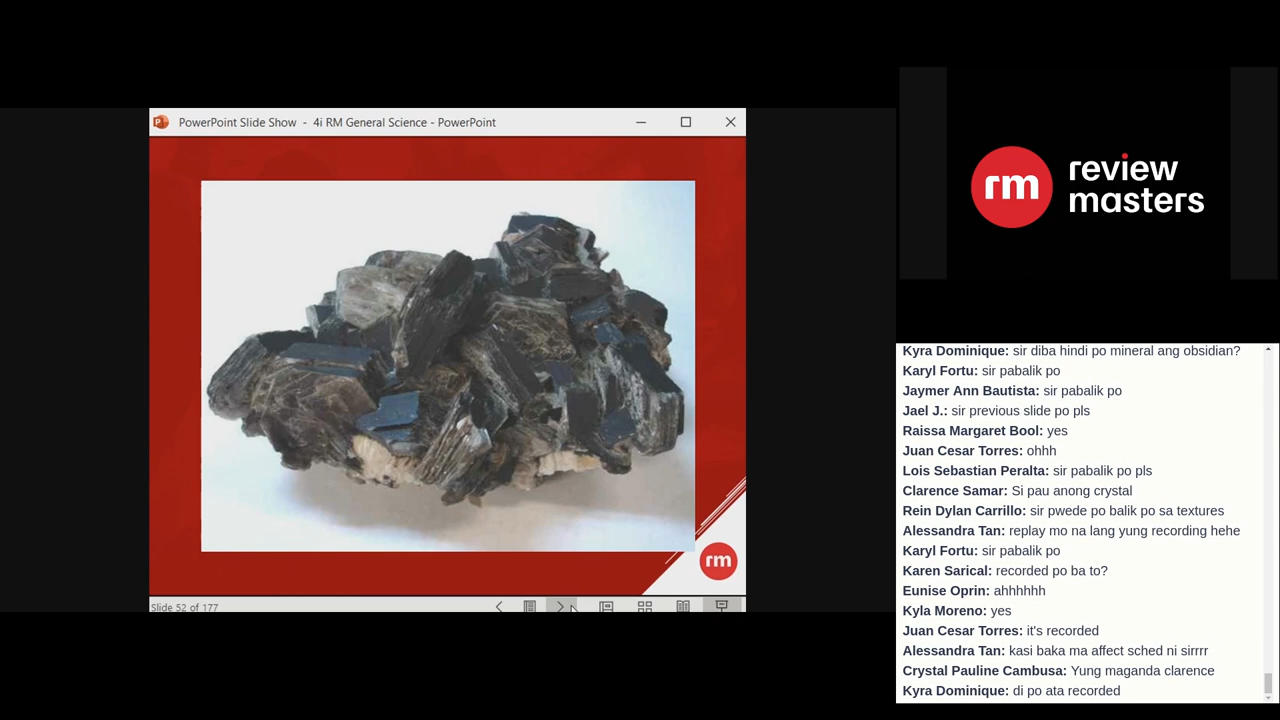 PowerPoint Slide Show - 4i RM General Science - PowerPoint
rm
Slide 52 of 177
rm
review
masters
Kyra Dominique: sir diba hindi po mineral ang obsidian?
Karyl Fortu: sir pabalik po
Jaymer Ann Bautista: sir pabalik po
Jael J.: sir previous slide po pls
Raissa Margaret Bool: yes
Juan Cesar Torres: ohhh
Lois Sebastian Peralta: sir pabalik po pls
Clarence Samar: Si pau anong crystal
Rein Dylan Carrillo: sir pwede po balik po sa textures
Alessandra Tan: replay mo na lang yung recording hehe
Karyl Fortu: sir pabalik po
Karen Sarical: recorded po ba to?
Eunise Oprin: ahhhhhh
Kyla Moreno: yes
Juan Cesar Torres: it's recorded
Alessandra Tan: kasi baka ma affect sched ni sirrrr
Crystal Pauline Cambusa: Yung maganda clarence
Kyra Dominique: di po ata recorded